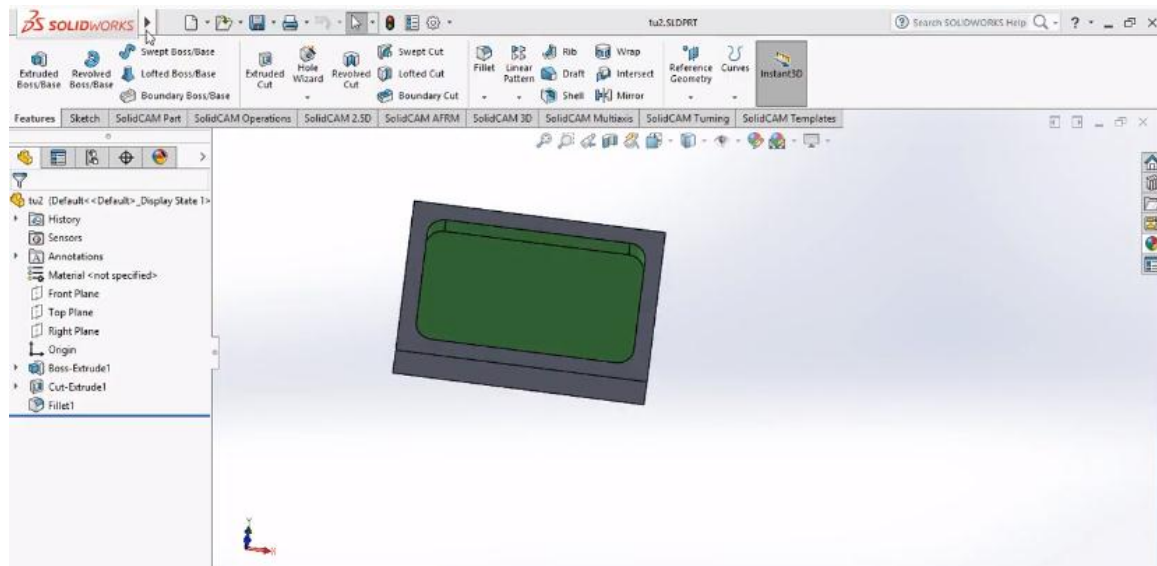 SOLIDWORKS
tu2.SLDPRT
Search SOLIDWORKS Help
Extruded Boss/Base
Revolved Boss/Base
Swept Boss/Base
Lofted Boss/Base
Boundary Boss/Base
Extruded Cut
Hole Wizard
Revolved Cut
Swept Cut
Lofted Cut
Boundary Cut
Fillet
Linear Pattern
Rib
Draft
Shell
Wrap
Intersect
Mirror
Reference Geometry
Curves
Instant3D
Features
Sketch
SolidCAM Part
SolidCAM Operations
SolidCAM 2.5D
SolidCAM AFRM
SolidCAM 3D
SolidCAM Multiaxis
SolidCAM Turning
SolidCAM Templates
tu2 (Default<<Default>_Display State 1>
History
Sensors
Annotations
Material <not specified>
Front Plane
Top Plane
Right Plane
Origin
Boss-Extrude1
Cut-Extrude1
Fillet1